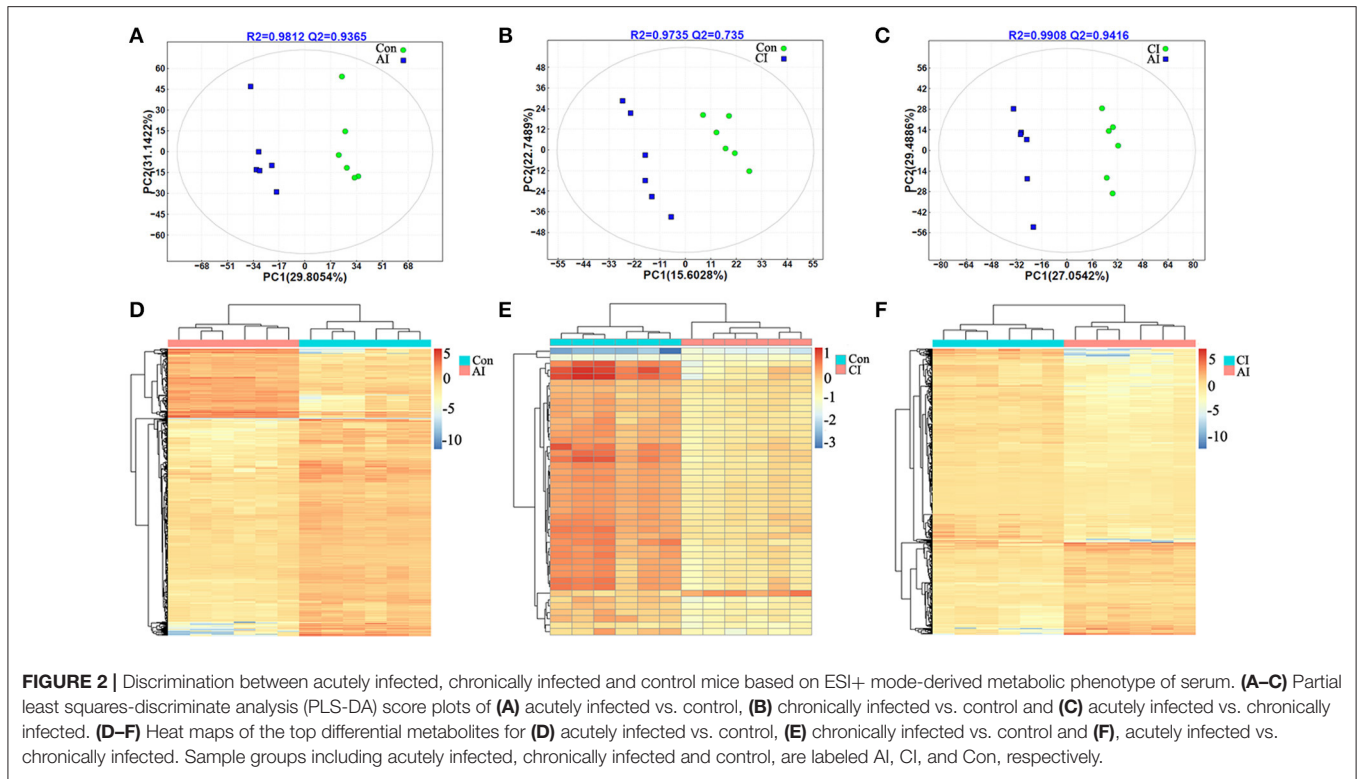 A
R2=0.9812 Q2=0.9365
Con
AI
60
45
30
15
0
−15
−30
−45
−60
PC2(31.1422%)
−68 −51 −34 −17 0 17 34 51 68
PC1(29.8054%)
B
R2=0.9735 Q2=0.735
Con
CI
48
36
24
12
0
−12
−24
−36
−48
PC2(22.7489%)
−55 −44 −33 −22 −11 0 11 22 33 44 55
PC1(15.6028%)
C
R2=0.9908 Q2=0.9416
CI
AI
56
42
28
14
0
−14
−28
−42
−56
PC2(29.4886%)
−80 −64 −48 −32 −16 0 16 32 48 64 80
PC1(27.0542%)
D
5
0
−5
−10
Con
AI
E
1
0
-1
-2
-3
Con
CI
F
5
0
-5
-10
CI
AI
FIGURE 2 | Discrimination between acutely infected, chronically infected and control mice based on ESI+ mode-derived metabolic phenotype of serum. (A–C) Partial
least squares-discriminate analysis (PLS-DA) score plots of (A) acutely infected vs. control, (B) chronically infected vs. control and (C) acutely infected vs. chronically
infected. (D–F) Heat maps of the top differential metabolites for (D) acutely infected vs. control, (E) chronically infected vs. control and (F), acutely infected vs.
chronically infected. Sample groups including acutely infected, chronically infected and control, are labeled AI, CI, and Con, respectively.